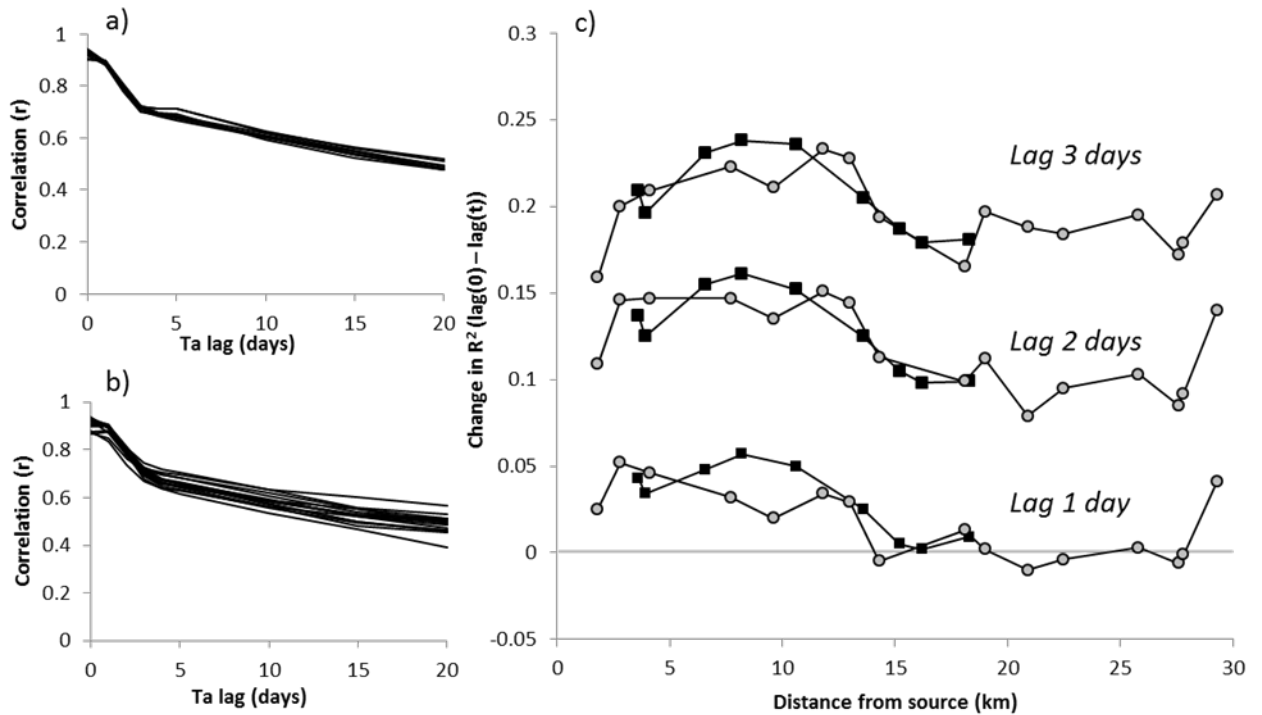 a)
1
0.8
0.6
0.4
0.2
0
Correlation (r)
0 5 10 15 20
Ta lag (days)
b)
1
0.8
0.6
0.4
0.2
0
Correlation (r)
0 5 10 15 20
Ta lag (days)
c)
0.3
0.25
0.2
0.15
0.1
0.05
0
-0.05
Change in R² (lag(0) – lag(t))
Lag 3 days
Lag 2 days
Lag 1 day
0 5 10 15 20 25 30
Distance from source (km)